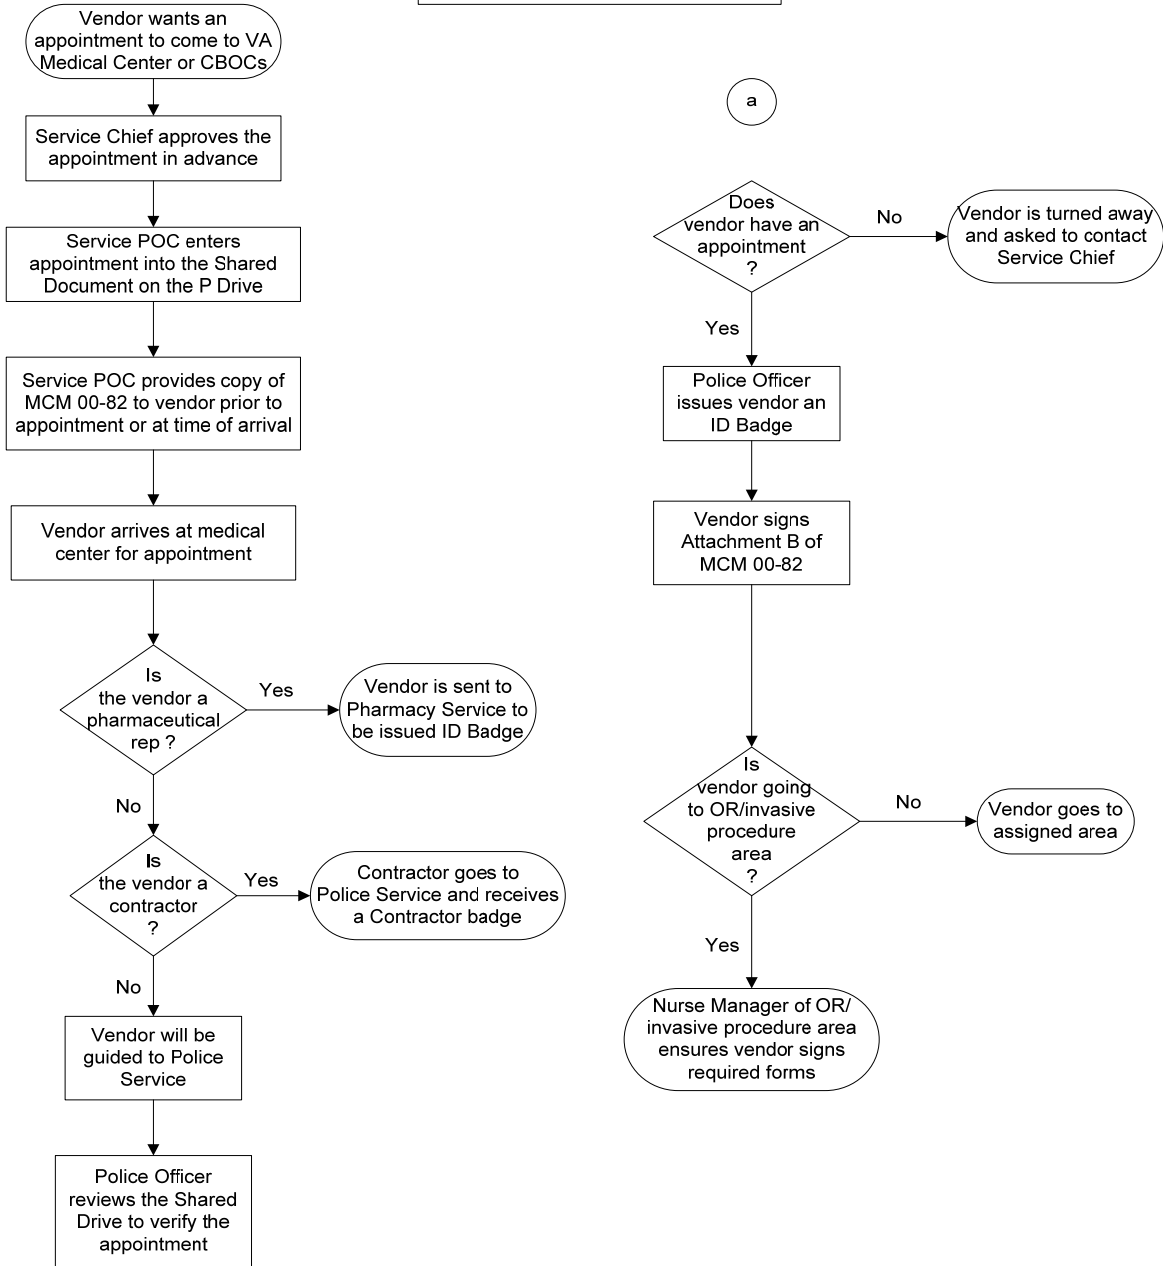 Vendor wants an
appointment to come to VA
Medical Center or CBOCs
Service Chief approves the
appointment in advance
Service POC enters
appointment into the Shared
Document on the P Drive
Service POC provides copy of
MCM 00-82 to vendor prior to
appointment or at time of arrival
Vendor arrives at medical
center for appointment
Is
the vendor a
pharmaceutical
rep ?
Yes
Vendor is sent to
Pharmacy Service to
be issued ID Badge
No
Is
the vendor a
contractor
?
Yes
Contractor goes to
Police Service and receives
a Contractor badge
No
Vendor will be
guided to Police
Service
Police Officer
reviews the Shared
Drive to verify the
appointment
a
Does
vendor have an
appointment
?
No
Vendor is turned away
and asked to contact
Service Chief
Yes
Police Officer
issues vendor an
ID Badge
Vendor signs
Attachment B of
MCM 00-82
Is
vendor going
to OR/invasive
procedure
area
?
No
Vendor goes to
assigned area
Yes
Nurse Manager of OR/
invasive procedure area
ensures vendor signs
required forms